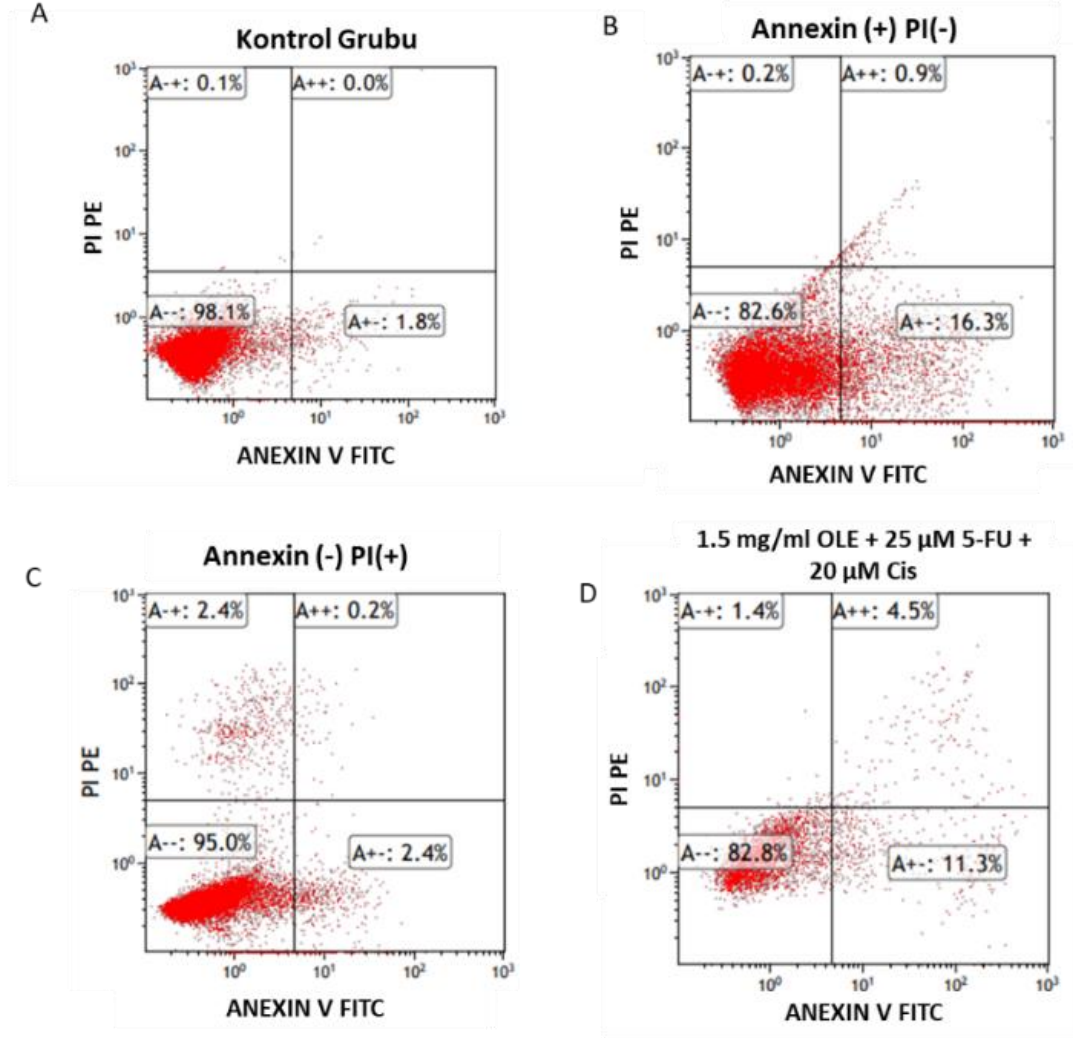 A
Kontrol Grubu
A-+: 0.1%
A++: 0.0%
A--: 98.1%
A+-: 1.8%
PI PE
10³
10²
10¹
10⁰
10⁰ 10¹ 10² 10³
ANEXIN V FITC
B
Annexin (+) PI(-)
A-+: 0.2%
A++: 0.9%
A--: 82.6%
A+-: 16.3%
PI PE
10³
10²
10¹
10⁰
10⁰ 10¹ 10² 10³
ANEXIN V FITC
C
Annexin (-) PI(+)
A-+: 2.4%
A++: 0.2%
A--: 95.0%
A+-: 2.4%
PI PE
10³
10²
10¹
10⁰
10⁰ 10¹ 10² 10³
ANEXIN V FITC
D
1.5 mg/ml OLE + 25 µM 5-FU +
20 µM Cis
A-+: 1.4%
A++: 4.5%
A--: 82.8%
A+-: 11.3%
PI PE
10³
10²
10¹
10⁰
10⁰ 10¹ 10² 10³
ANEXIN V FITC